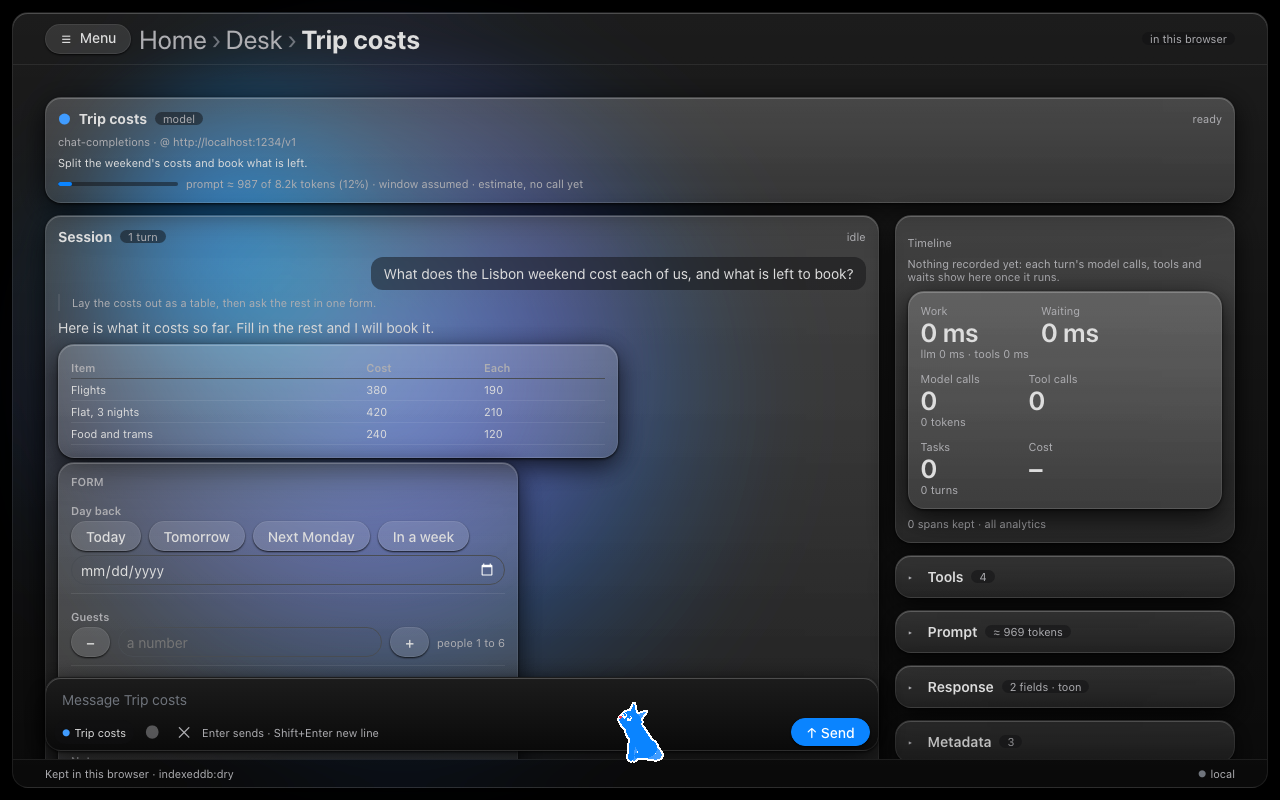 ≡ Menu Home › Desk › Trip costs
in this browser
Trip costs model
ready
chat-completions · @ http://localhost:1234/v1
Split the weekend's costs and book what is left.
prompt ≈ 987 of 8.2k tokens (12%) · window assumed · estimate, no call yet
Session 1 turn
idle
What does the Lisbon weekend cost each of us, and what is left to book?
Lay the costs out as a table, then ask the rest in one form.
Here is what it costs so far. Fill in the rest and I will book it.
Item Cost Each
Flights 380 190
Flat, 3 nights 420 210
Food and trams 240 120
FORM
Day back
Today Tomorrow Next Monday In a week
mm/dd/yyyy
Guests
– a number + people 1 to 6
Message Trip costs
Trip costs Enter sends · Shift+Enter new line
↑ Send
Timeline
Nothing recorded yet: each turn's model calls, tools and
waits show here once it runs.
Work Waiting
0 ms 0 ms
llm 0 ms · tools 0 ms
Model calls Tool calls
0 0
0 tokens
Tasks Cost
0 –
0 turns
0 spans kept · all analytics
Tools 4
Prompt ≈ 969 tokens
Response 2 fields · toon
Metadata 3
Kept in this browser · indexeddb:dry
local